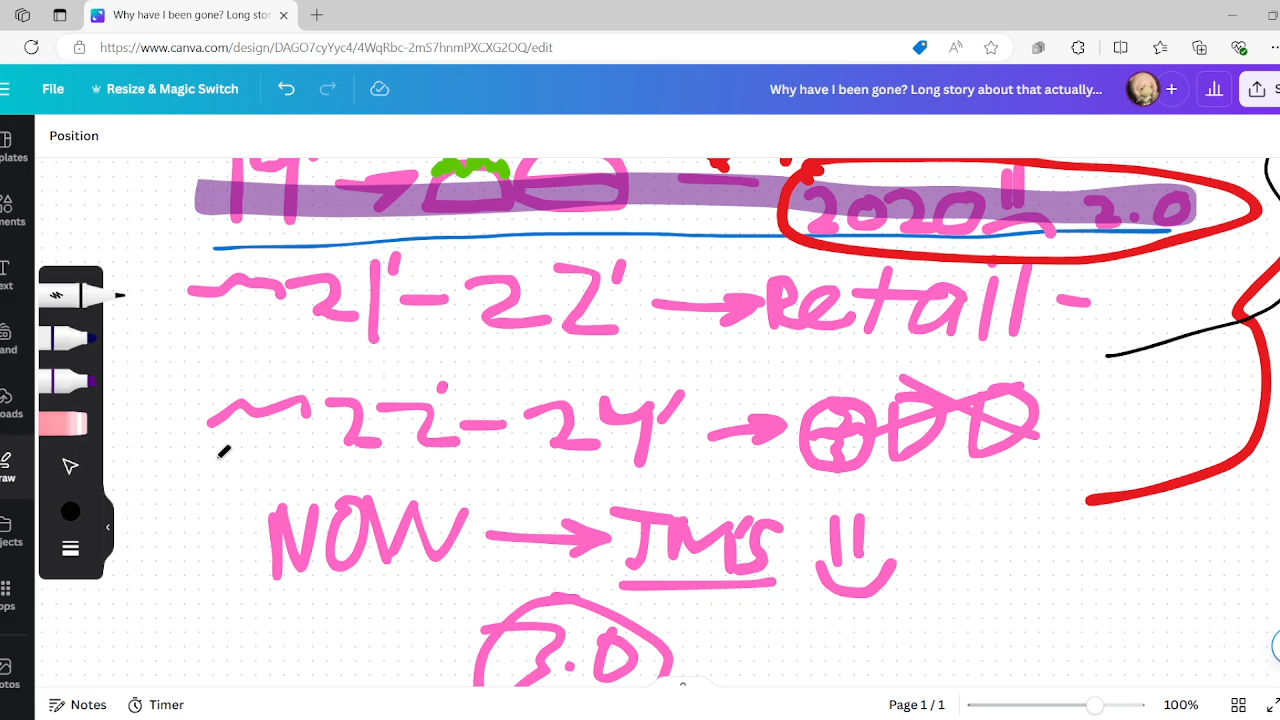 Why have I been gone? Long stor
https://www.canva.com/design/DAGO7cyYyc4/4WqRbc-2mS7hnmPXCXG2OQ/edit
File
Resize & Magic Switch
Why have I been gone? Long story about that actually...
Position
2020 2.0
~21'-22' → Retail -
~22'-24' →
NOW → JMS
3.0
Notes
Timer
Page 1 / 1
100%